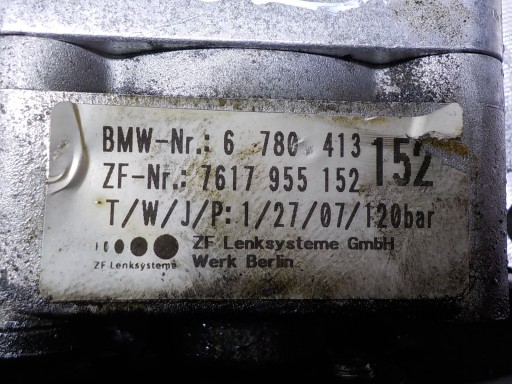 BMW-Nr.: 6 780 413
ZF-Nr.: 7617 955 152 152
T/W/J/P: 1/27/07/120bar
ZF Lenksysteme GmbH
ZF Lenksysteme Werk Berlin